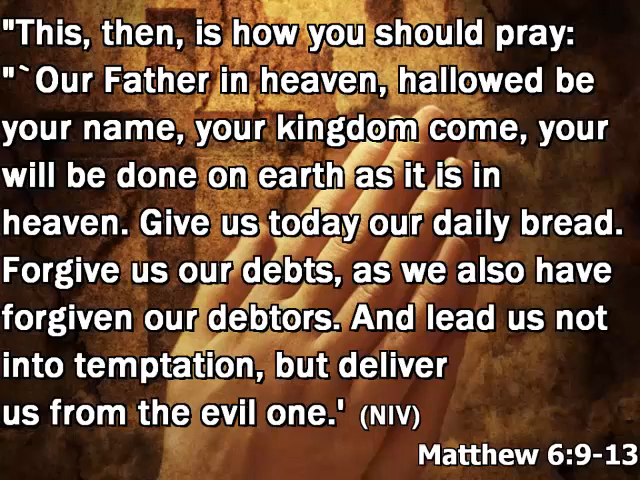 "This, then, is how you should pray:
"`Our Father in heaven, hallowed be
your name, your kingdom come, your
will be done on earth as it is in
heaven. Give us today our daily bread.
Forgive us our debts, as we also have
forgiven our debtors. And lead us not
into temptation, but deliver
us from the evil one.' (NIV)
Matthew 6:9-13